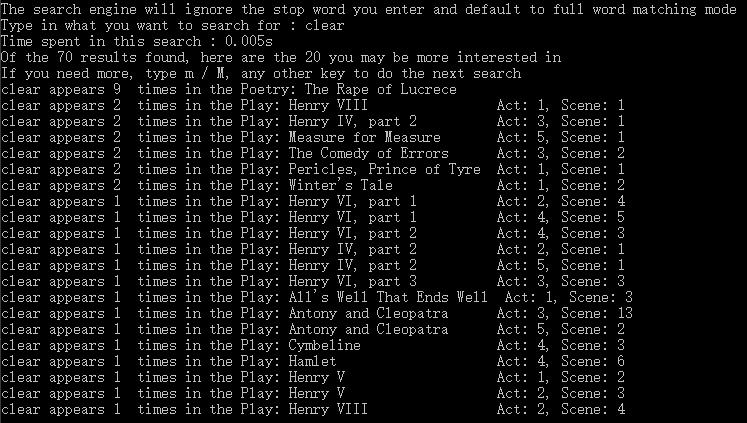 The search engine will ignore the stop word you enter and default to full word matching mode
Type in what you want to search for : clear
Time spent in this search : 0.005s
Of the 70 results found, here are the 20 you may be more interested in
If you need more, type m / M, any other key to do the next search
clear appears 9  times in the Poetry: The Rape of Lucrece
clear appears 2  times in the Play: Henry VIII                 Act: 1, Scene: 1
clear appears 2  times in the Play: Henry IV, part 2           Act: 3, Scene: 1
clear appears 2  times in the Play: Measure for Measure        Act: 5, Scene: 1
clear appears 2  times in the Play: The Comedy of Errors       Act: 3, Scene: 2
clear appears 2  times in the Play: Pericles, Prince of Tyre   Act: 1, Scene: 1
clear appears 2  times in the Play: Winter's Tale              Act: 1, Scene: 2
clear appears 1  times in the Play: Henry VI, part 1           Act: 2, Scene: 4
clear appears 1  times in the Play: Henry VI, part 1           Act: 4, Scene: 5
clear appears 1  times in the Play: Henry VI, part 2           Act: 4, Scene: 3
clear appears 1  times in the Play: Henry IV, part 2           Act: 2, Scene: 1
clear appears 1  times in the Play: Henry IV, part 2           Act: 5, Scene: 1
clear appears 1  times in the Play: Henry VI, part 3           Act: 3, Scene: 3
clear appears 1  times in the Play: All's Well That Ends Well  Act: 1, Scene: 3
clear appears 1  times in the Play: Antony and Cleopatra       Act: 3, Scene: 13
clear appears 1  times in the Play: Antony and Cleopatra       Act: 5, Scene: 2
clear appears 1  times in the Play: Cymbeline                  Act: 4, Scene: 3
clear appears 1  times in the Play: Hamlet                     Act: 4, Scene: 6
clear appears 1  times in the Play: Henry V                    Act: 1, Scene: 2
clear appears 1  times in the Play: Henry V                    Act: 2, Scene: 3
clear appears 1  times in the Play: Henry VIII                 Act: 2, Scene: 4